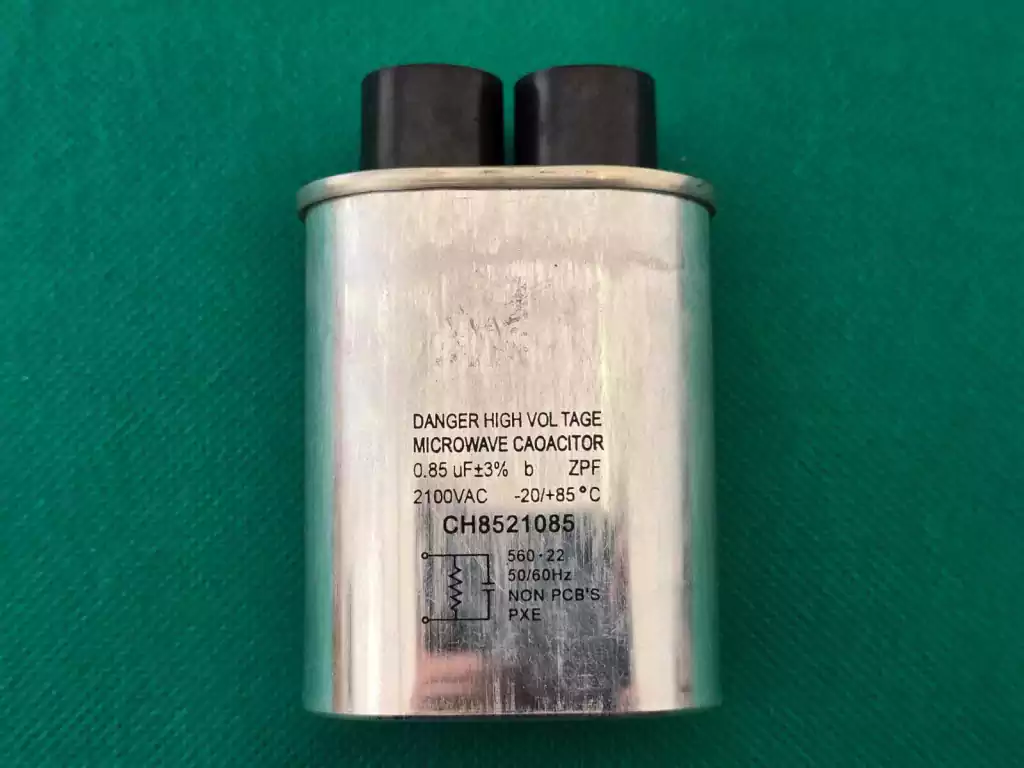 DANGER HIGH VOL TAGE
MICROWAVE CAOACITOR
0.85 uF±3% b ZPF
2100VAC -20/+85°C
CH8521085
560·22
50/60Hz
NON PCB'S
PXE